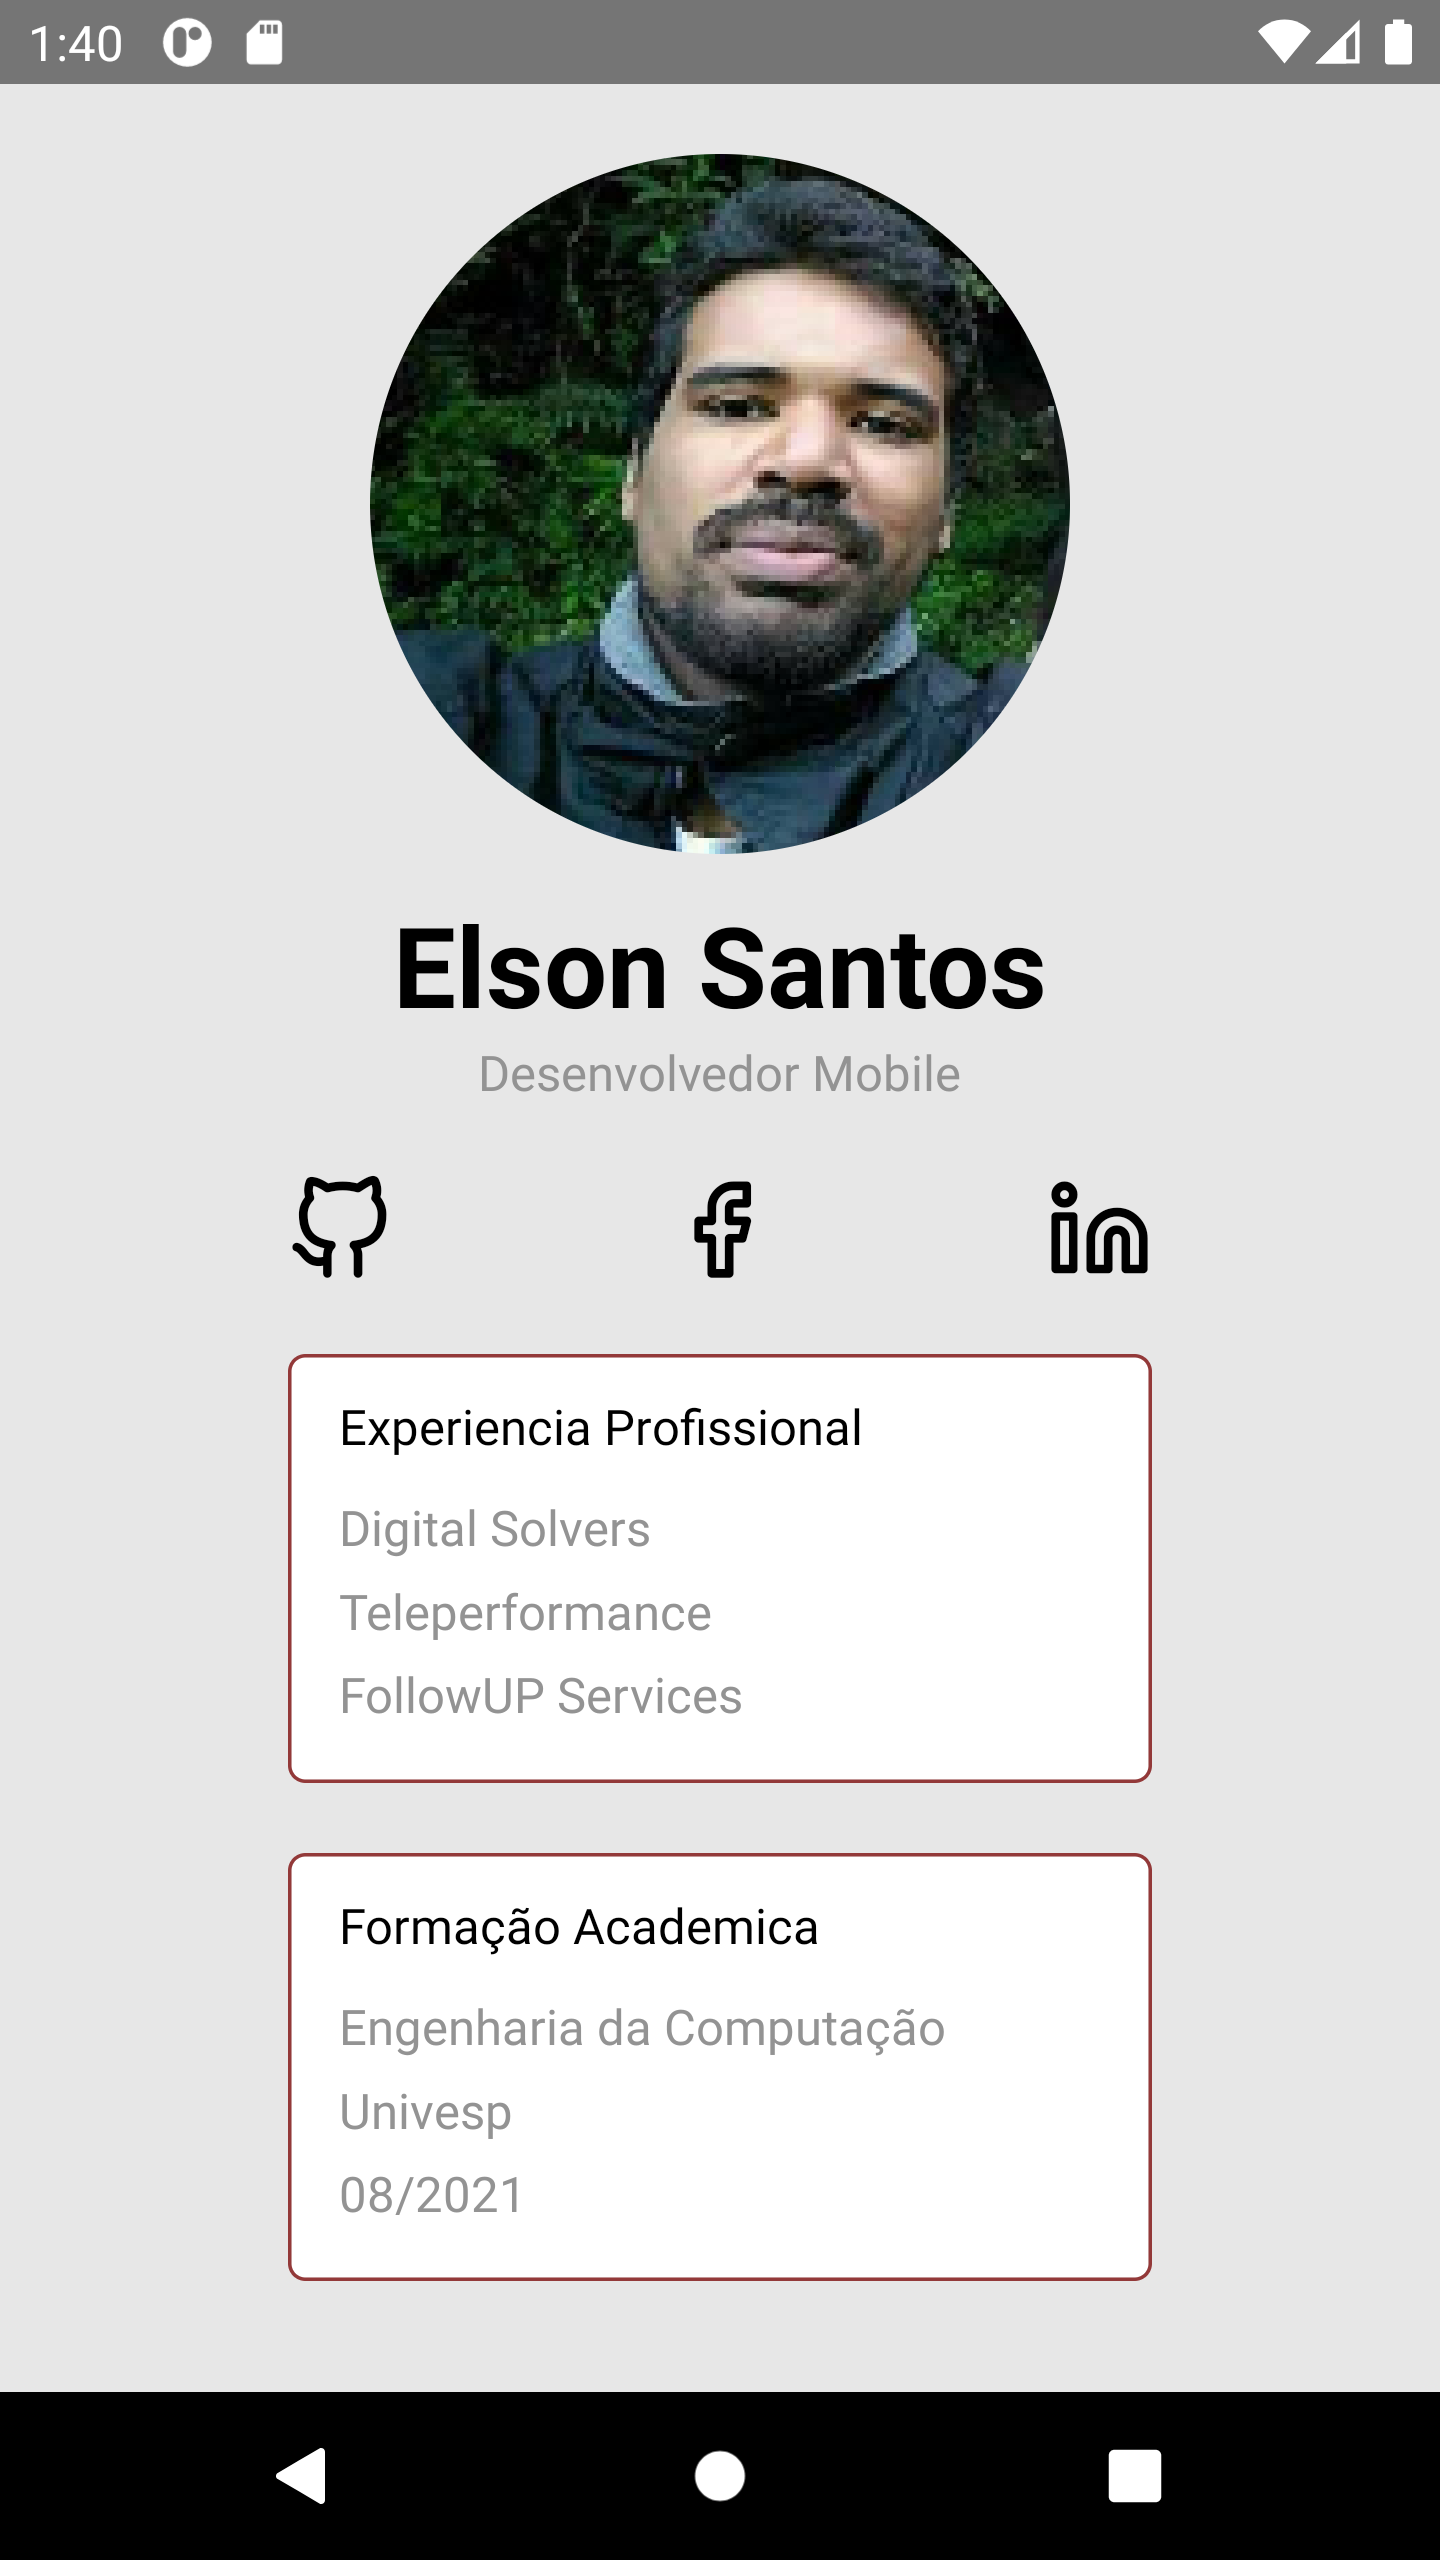 1:40
Elson Santos
Desenvolvedor Mobile
Experiencia Profissional
Digital Solvers
Teleperformance
FollowUP Services
Formação Academica
Engenharia da Computação
Univesp
08/2021